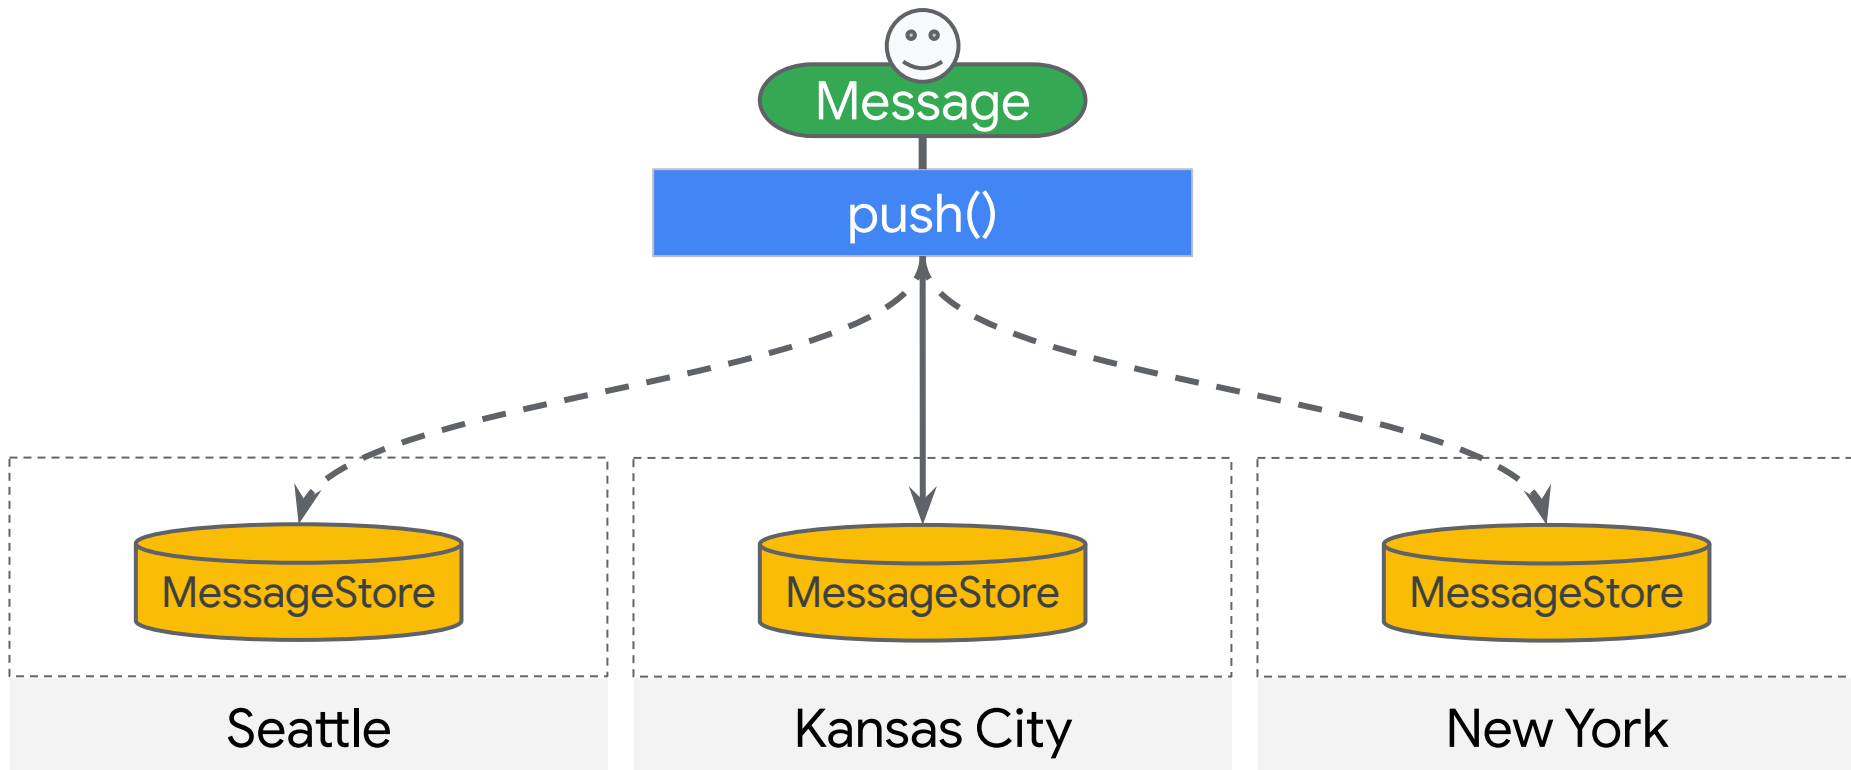 Message
push()
MessageStore
MessageStore
MessageStore
Seattle
Kansas City
New York